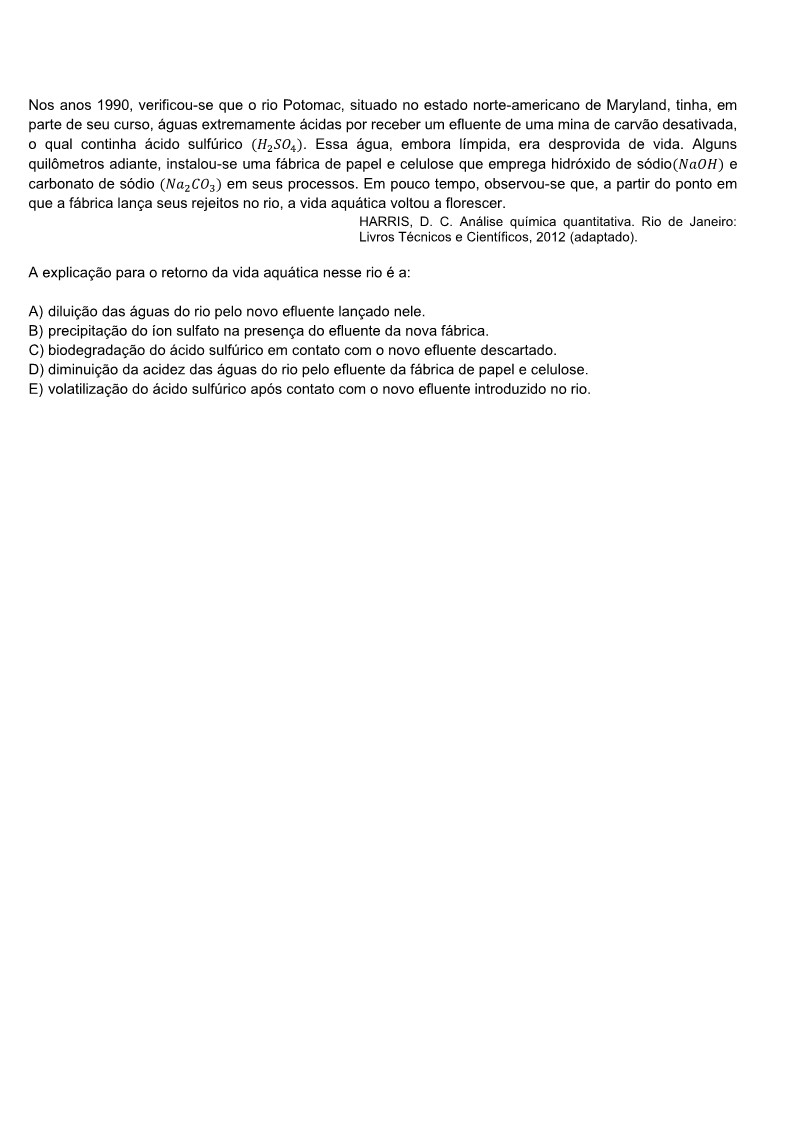 Nos anos 1990, verificou-se que o rio Potomac, situado no estado norte-americano de Maryland, tinha, em
parte de seu curso, águas extremamente ácidas por receber um efluente de uma mina de carvão desativada,
o qual continha ácido sulfúrico (H₂SO₄). Essa água, embora límpida, era desprovida de vida. Alguns
quilômetros adiante, instalou-se uma fábrica de papel e celulose que emprega hidróxido de sódio(NaOH) e
carbonato de sódio (Na₂CO₃) em seus processos. Em pouco tempo, observou-se que, a partir do ponto em
que a fábrica lança seus rejeitos no rio, a vida aquática voltou a florescer.
HARRIS, D. C. Análise química quantitativa. Rio de Janeiro:
Livros Técnicos e Científicos, 2012 (adaptado).
A explicação para o retorno da vida aquática nesse rio é a:
A) diluição das águas do rio pelo novo efluente lançado nele.
B) precipitação do íon sulfato na presença do efluente da nova fábrica.
C) biodegradação do ácido sulfúrico em contato com o novo efluente descartado.
D) diminuição da acidez das águas do rio pelo efluente da fábrica de papel e celulose.
E) volatilização do ácido sulfúrico após contato com o novo efluente introduzido no rio.